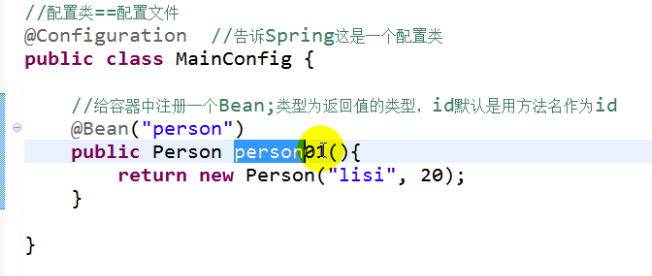 //配置类==配置文件
@Configuration //告诉Spring这是一个配置类
public class MainConfig {
//给容器中注册一个Bean;类型为返回值的类型，id默认是用方法名作为id
@Bean("person")
public Person person01(){
return new Person("lisi", 20);
}
}